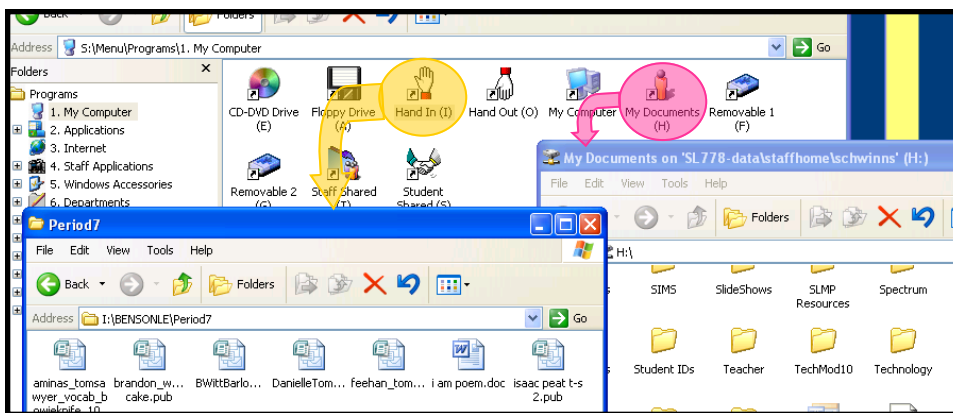 Back
Folders
Address S:\Menu\Programs\1. My Computer
Go
Folders
Programs
1. My Computer
2. Applications
3. Internet
4. Staff Applications
5. Windows Accessories
6. Departments
CD-DVD Drive (E)
Floppy Drive (A)
Hand In (I)
Hand Out (O)
My Computer
My Documents (H)
Removable 1 (F)
Removable 2 (G)
Staff Shared (T)
Student Shared (S)
My Documents on 'SL778-data\staffhome\schwinns' (H:)
File Edit View Tools Help
Folders
H:\
SIMS
SlideShows
SLMP
Resources
Spectrum
Student IDs
Teacher
TechMod10
Technology
Period7
File Edit View Tools Help
Back
Folders
Address I:\BENSONLE\Period7
Go
aminas_tomsa
wyer_vocab_b
owieknife_10
brandon_w...
cake.pub
BWittBarlo...
DanielleTom...
feehan_tom...
i am poem.doc
isaac peat t-s
2.pub